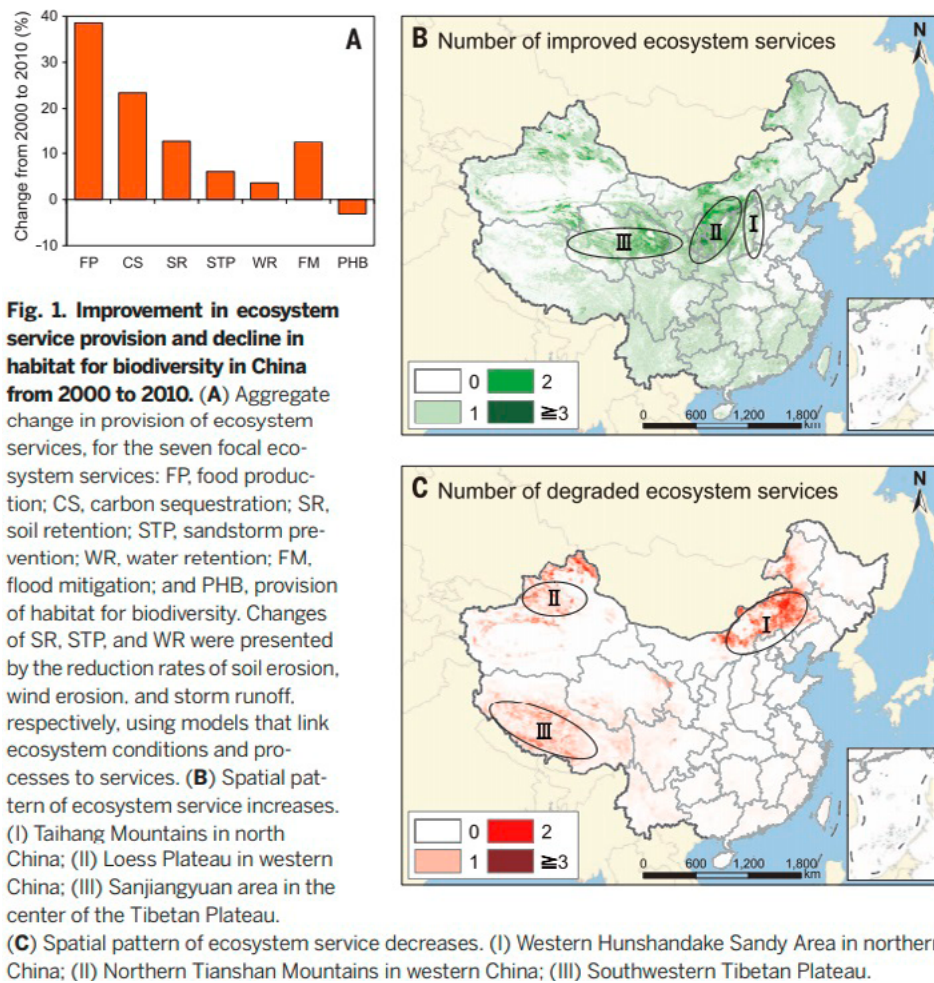 40
30
20
10
0
-10
Change from 2000 to 2010 (%)
A
FP CS SR STP WR FM PHB
Fig. 1. Improvement in ecosystem
service provision and decline in
habitat for biodiversity in China
from 2000 to 2010. (A) Aggregate
change in provision of ecosystem
services, for the seven focal eco-
system services: FP, food produc-
tion; CS, carbon sequestration; SR,
soil retention; STP, sandstorm pre-
vention; WR, water retention; FM,
flood mitigation; and PHB, provision
of habitat for biodiversity. Changes
of SR, STP, and WR were presented
by the reduction rates of soil erosion,
wind erosion, and storm runoff,
respectively, using models that link
ecosystem conditions and pro-
cesses to services. (B) Spatial pat-
tern of ecosystem service increases.
(I) Taihang Mountains in north
China; (II) Loess Plateau in western
China; (III) Sanjiangyuan area in the
center of the Tibetan Plateau.
B Number of improved ecosystem services
N
III
II
I
0 2
1 ≧3
0 600 1,200 1,800
km
C Number of degraded ecosystem services
N
II
I
III
0 2
1 ≧3
0 600 1,200 1,800
km
(C) Spatial pattern of ecosystem service decreases. (I) Western Hunshandake Sandy Area in northern
China; (II) Northern Tianshan Mountains in western China; (III) Southwestern Tibetan Plateau.